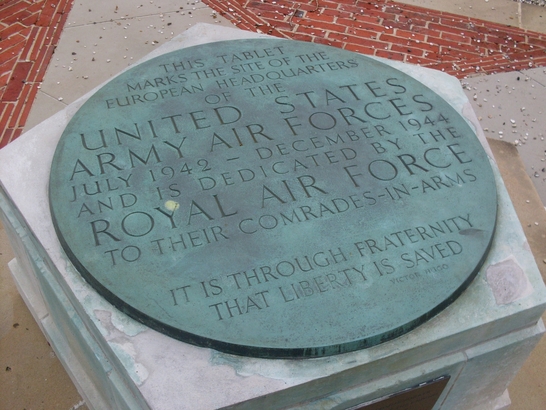 THIS TABLET
MARKS THE SITE OF THE
EUROPEAN HEADQUARTERS
OF THE
UNITED STATES
ARMY AIR FORCES
JULY 1942 – DECEMBER 1944
AND IS DEDICATED BY THE
ROYAL AIR FORCE
TO THEIR COMRADES-IN-ARMS
IT IS THROUGH FRATERNITY
THAT LIBERTY IS SAVED
VICTOR HUGO